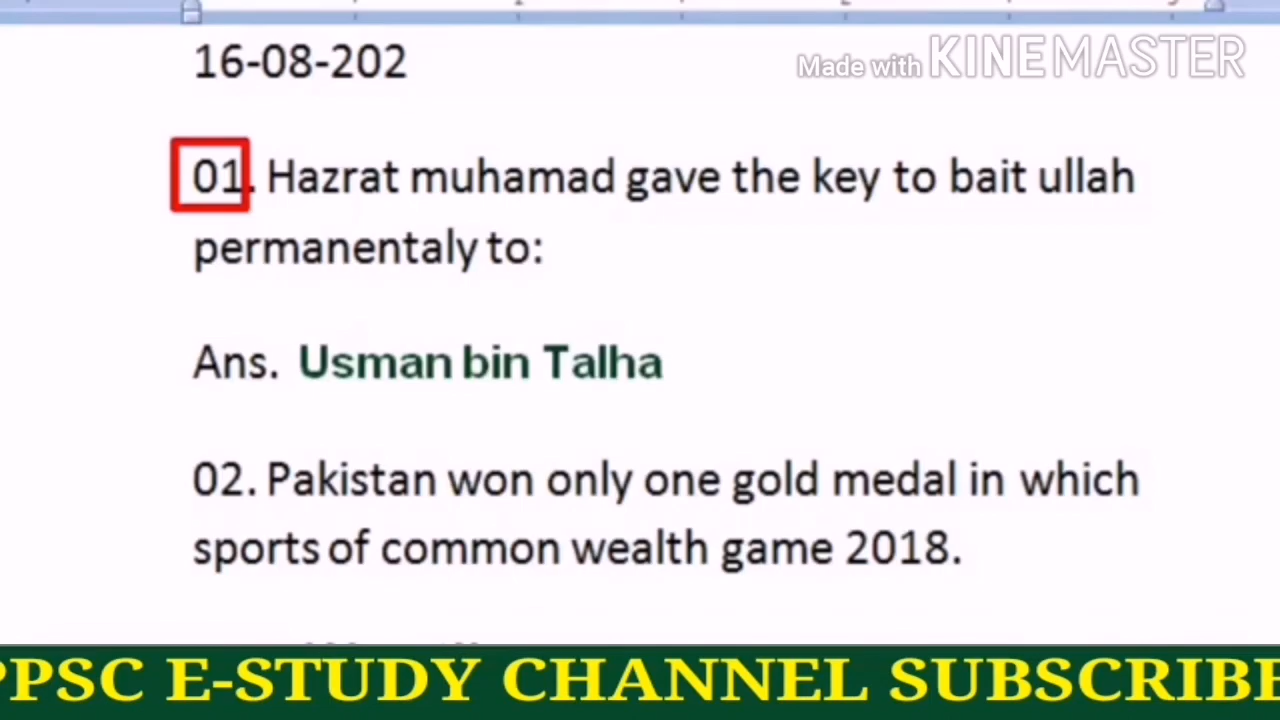 16-08-202
Made with KINEMASTER
01. Hazrat muhamad gave the key to bait ullah
permanentaly to:
Ans. Usman bin Talha
02. Pakistan won only one gold medal in which
sports of common wealth game 2018.
PPSC E-STUDY CHANNEL SUBSCRIBE